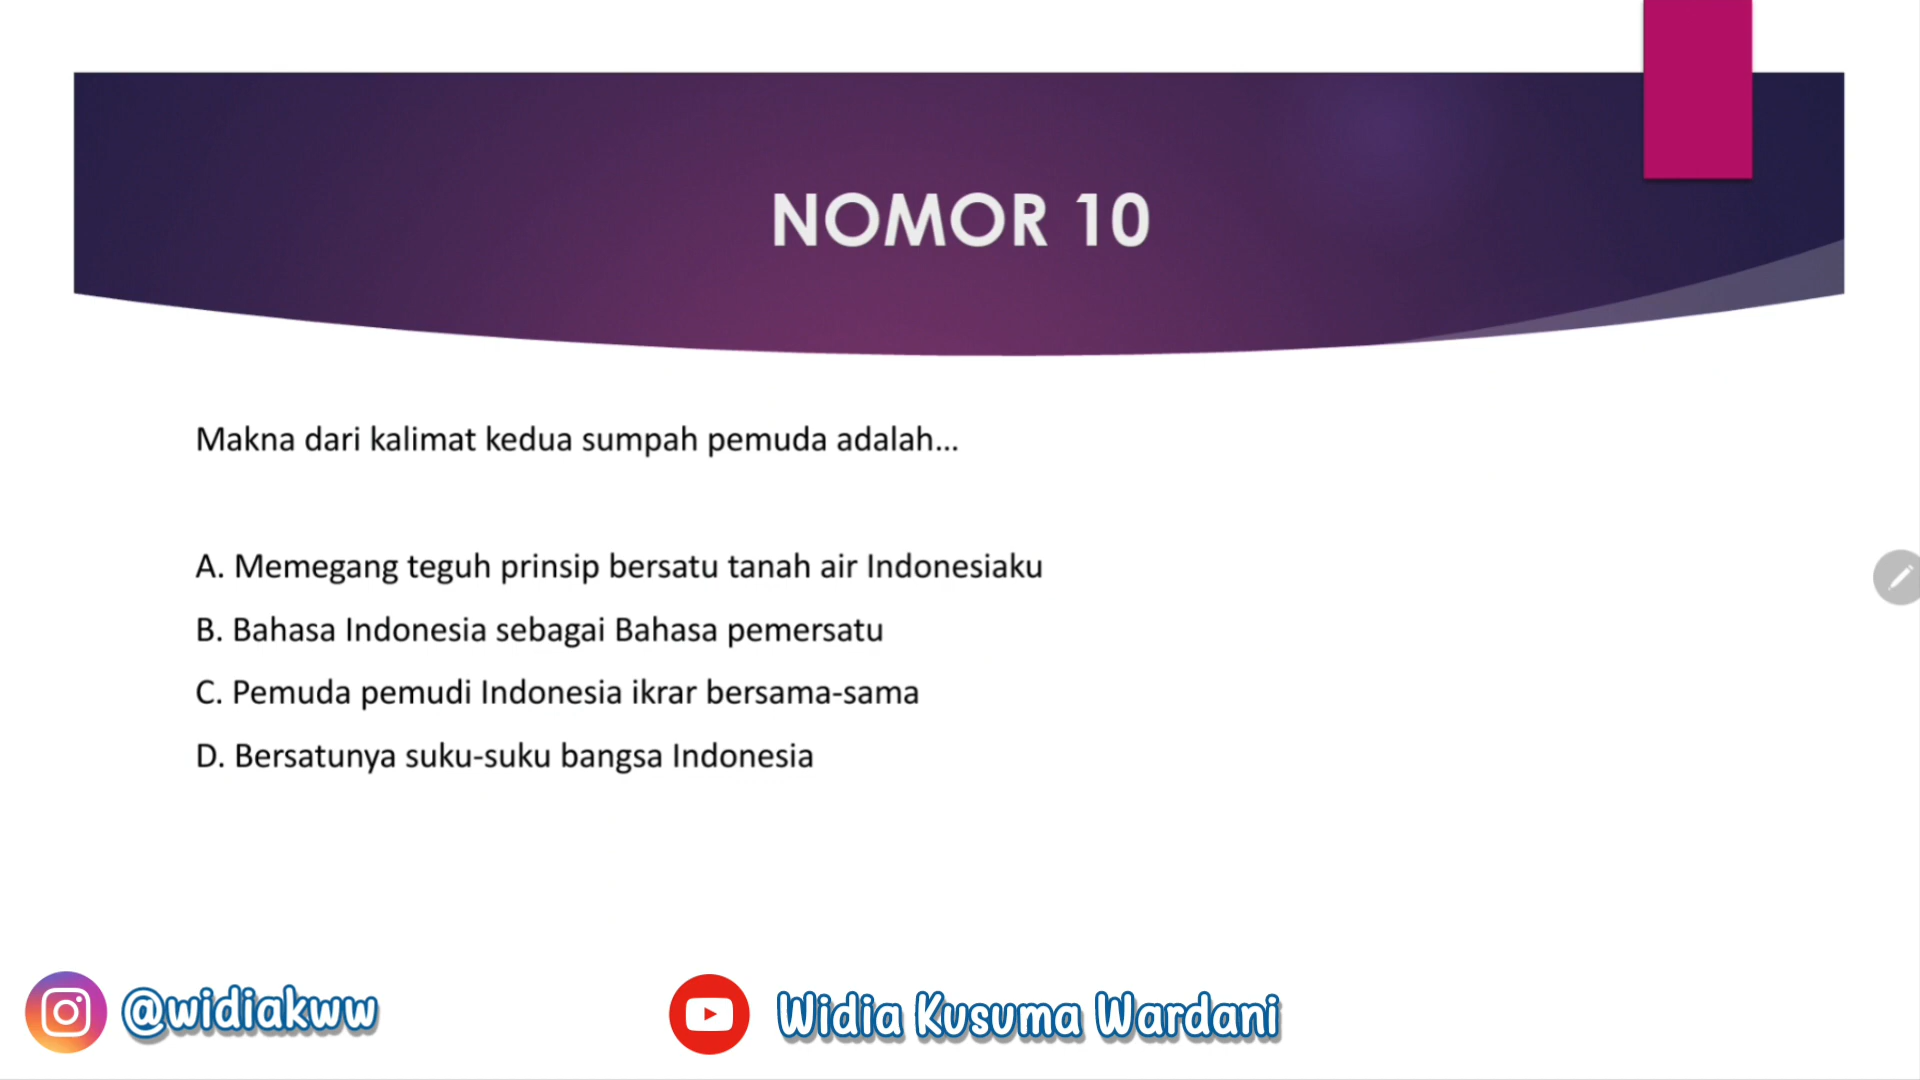 NOMOR 10
Makna dari kalimat kedua sumpah pemuda adalah...
A. Memegang teguh prinsip bersatu tanah air Indonesiaku
B. Bahasa Indonesia sebagai Bahasa pemersatu
C. Pemuda pemudi Indonesia ikrar bersama-sama
D. Bersatunya suku-suku bangsa Indonesia
@widiakww
Widia Kusuma Wardani